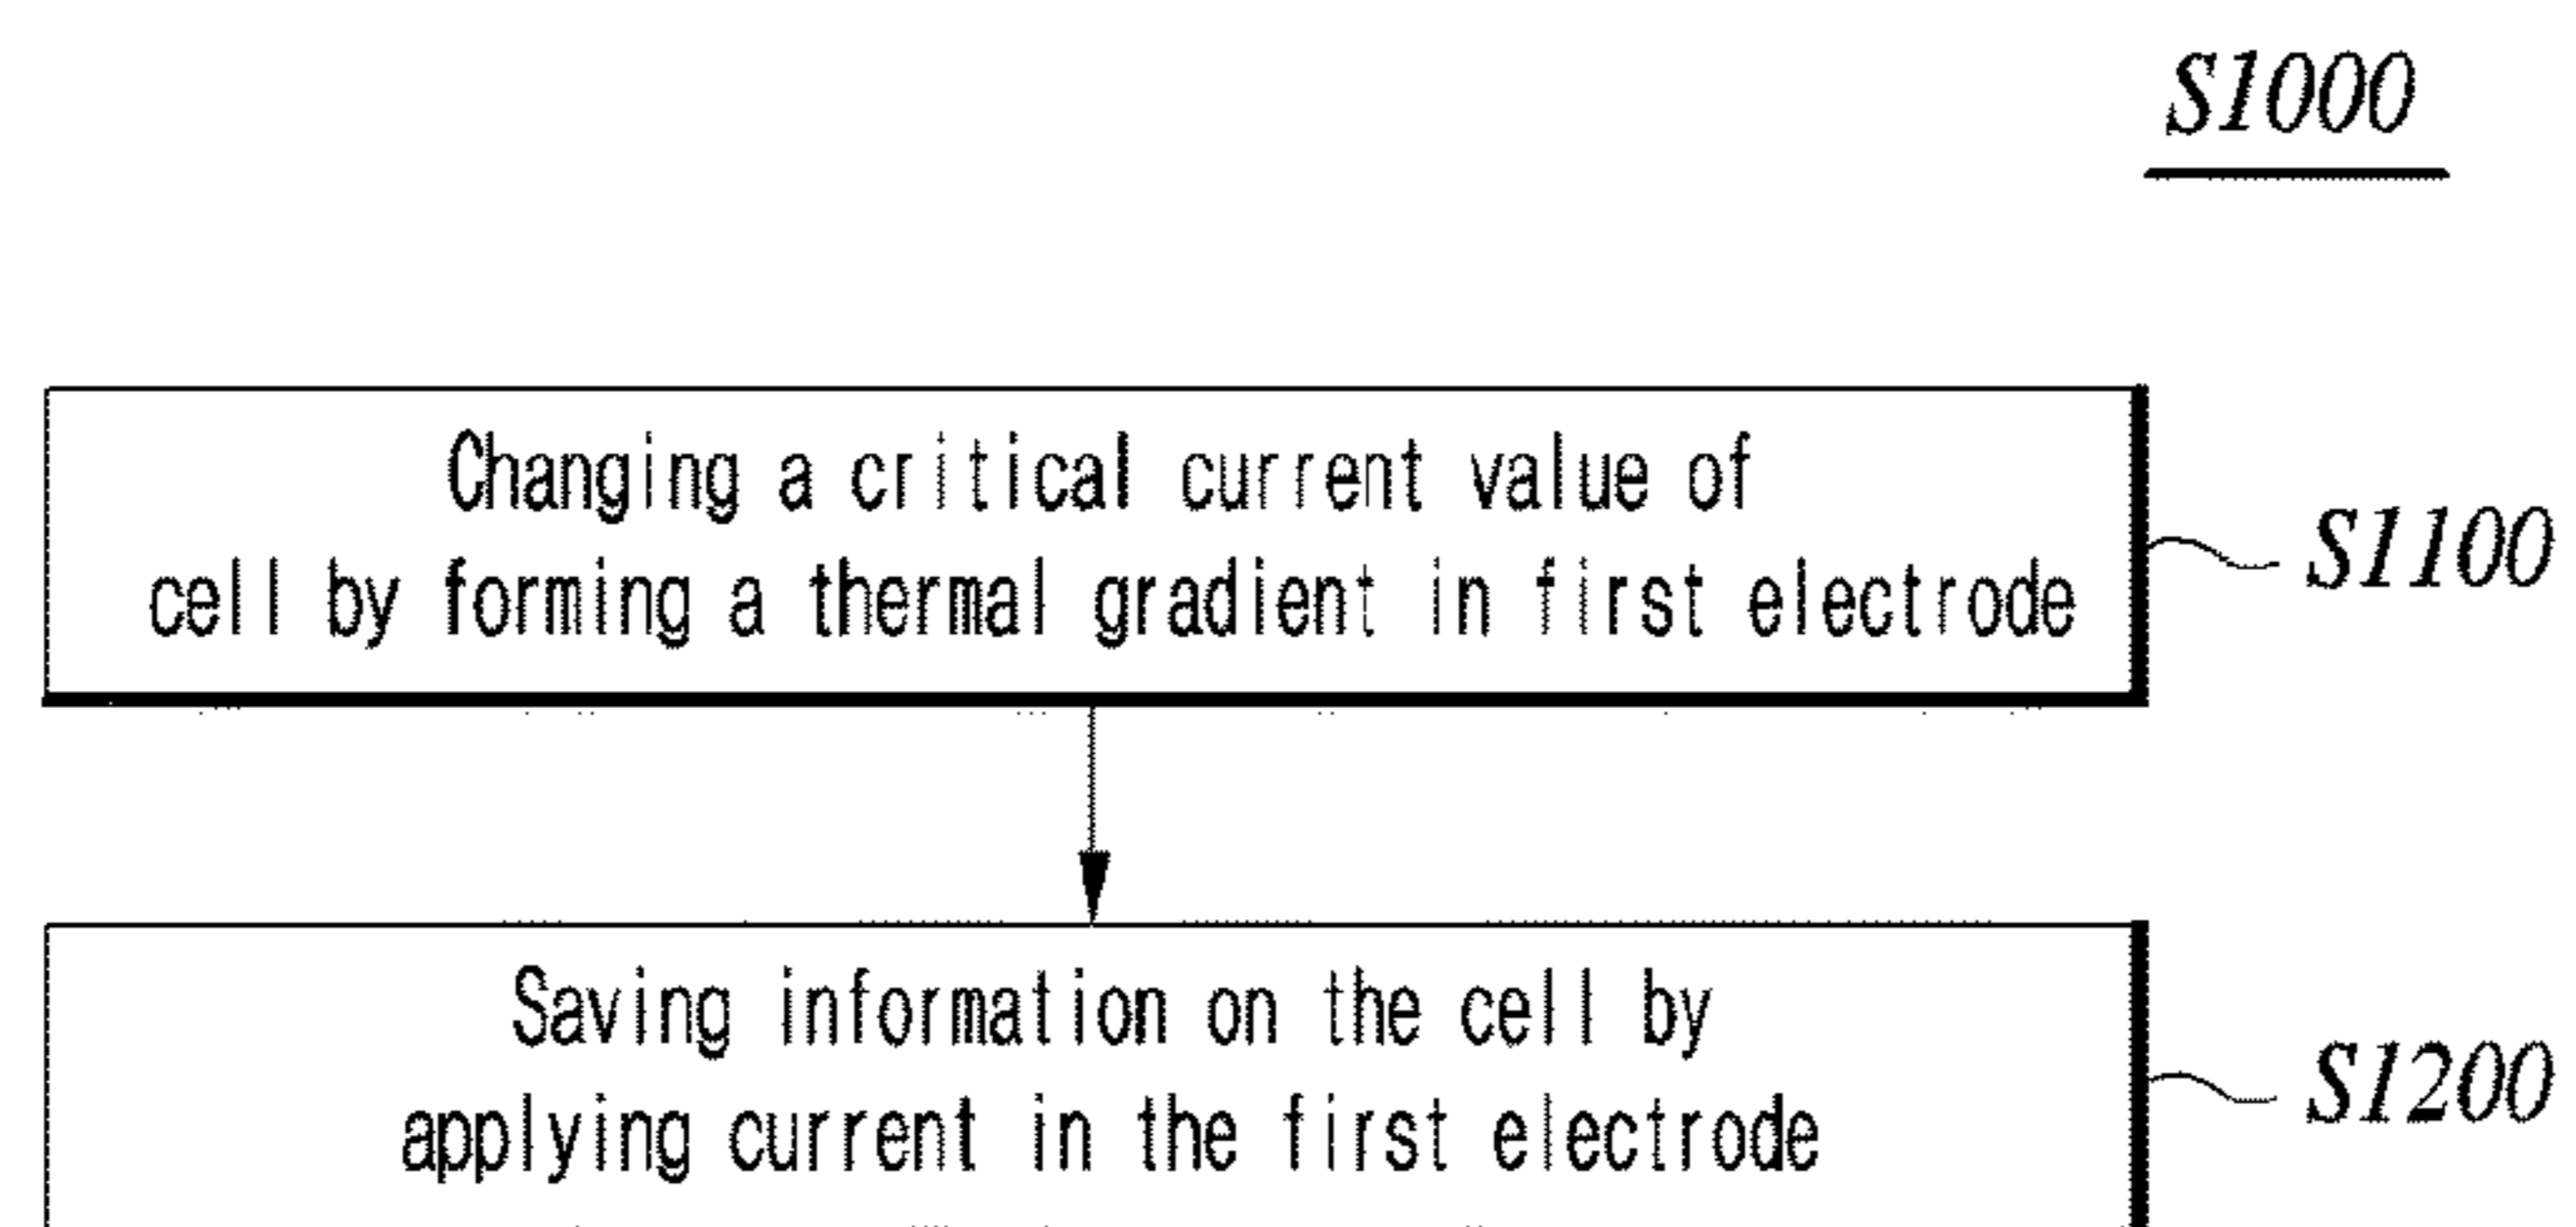 S1000
Changing a critical current value of
cell by forming a thermal gradient in first electrode
S1100
Saving information on the cell by
applying current in the first electrode
S1200